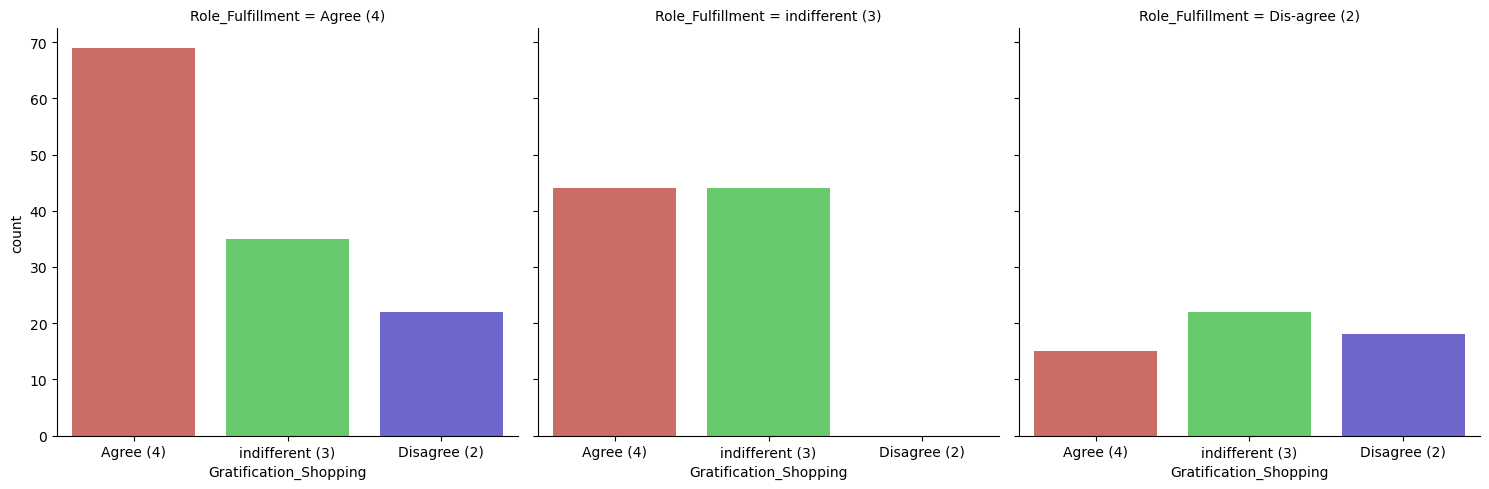 Role_Fulfillment = Agree (4)
Role_Fulfillment = indifferent (3)
Role_Fulfillment = Dis-agree (2)
70
60
50
40
30
20
10
0
count
Agree (4)
indifferent (3)
Disagree (2)
Gratification_Shopping
Agree (4)
indifferent (3)
Disagree (2)
Gratification_Shopping
Agree (4)
indifferent (3)
Disagree (2)
Gratification_Shopping